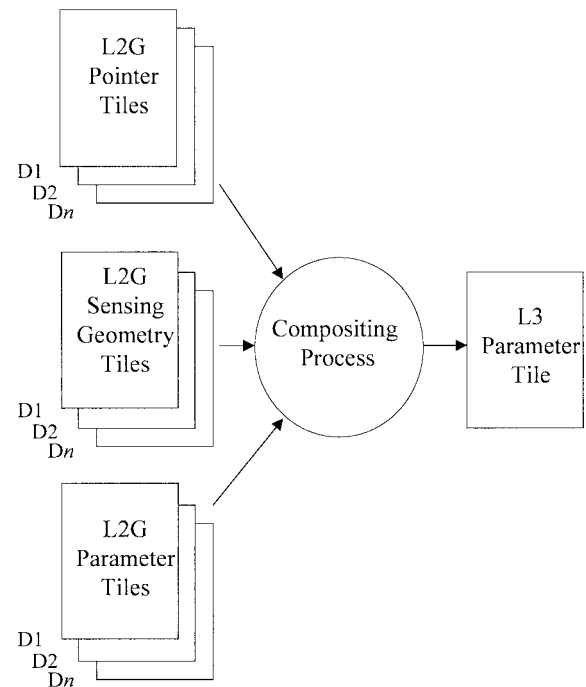 L2G
Pointer
Tiles
D1
D2
Dn
L2G
Sensing
Geometry
Tiles
D1
D2
Dn
L2G
Parameter
Tiles
D1
D2
Dn
Compositing
Process
L3
Parameter
Tile